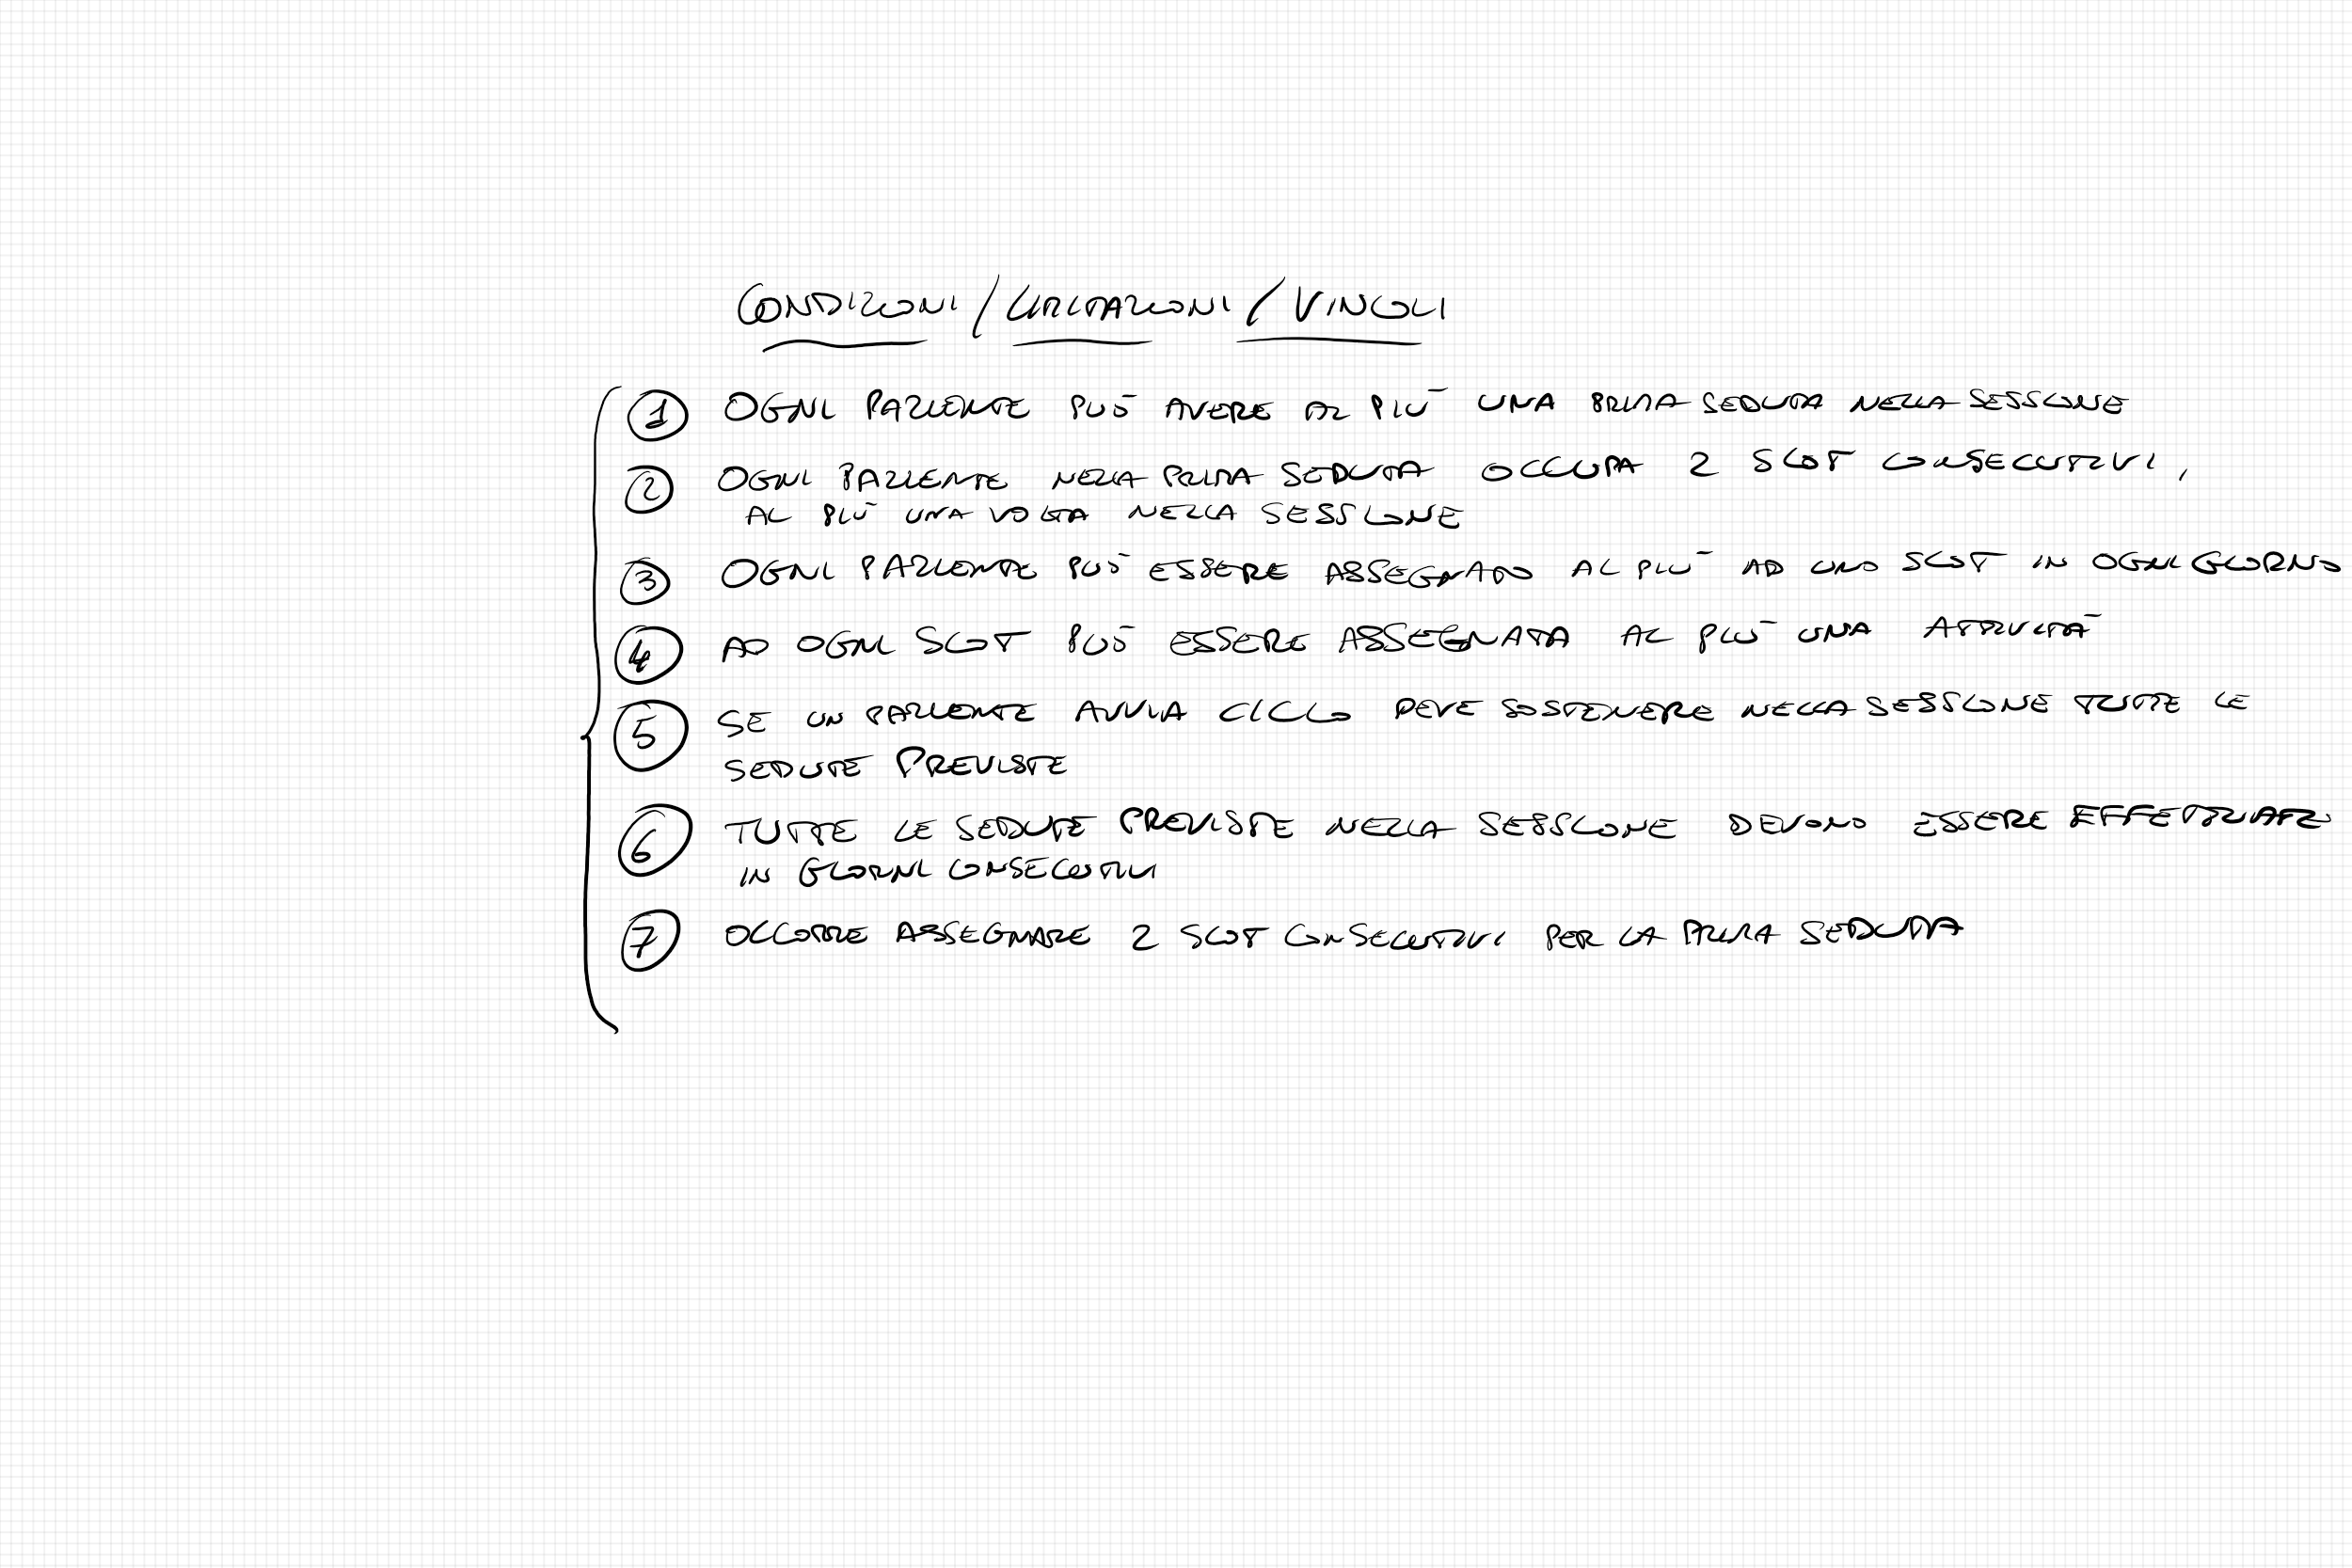 CONDIZIONI / LIMITAZIONI / VINCOLI
1 OGNI PAZIENTE PUÒ AVERE AL PIÙ UNA PRIMA SEDUTA NELLA SESSIONE
2 OGNI PAZIENTE NELLA PRIMA SEDUTA OCCUPA 2 SLOT CONSECUTIVI,
AL PIÙ UNA VOLTA NELLA SESSIONE
3 OGNI PAZIENTE PUÒ ESSERE ASSEGNATO AL PIÙ AD UNO SLOT IN OGNI GIORNO
4 AD OGNI SLOT PUÒ ESSERE ASSEGNATA AL PIÙ UNA ATTIVITÀ
5 SE UN PAZIENTE AVVIA CICLO DEVE SOSTENERE NELLA SESSIONE TUTTE LE
SEDUTE PREVISTE
6 TUTTE LE SEDUTE PREVISTE NELLA SESSIONE DEVONO ESSERE EFFETTUATE
IN GIORNI CONSECUTIVI
7 OCCORRE ASSEGNARE 2 SLOT CONSECUTIVI PER LA PRIMA SEDUTA